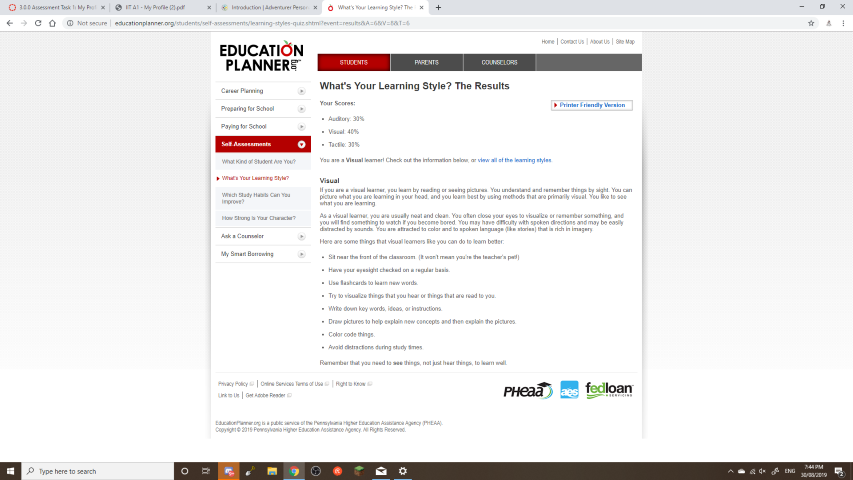 3.0.0 Assessment Task 1: My Prof
IIT A1 - My Profile (2).pdf
Introduction | Adventurer Person
What's Your Learning Style? The R
Not secure | educationplanner.org/students/self-assessments/learning-styles-quiz.shtml?event=results&A=6&V=8&T=6
Home | Contact Us | About Us | Site Map
EDUCATION
PLANNER.org
STUDENTS
PARENTS
COUNSELORS
Career Planning
Preparing for School
Paying for School
Self-Assessments
What Kind of Student Are You?
What's Your Learning Style?
Which Study Habits Can You
Improve?
How Strong Is Your Character?
Ask a Counselor
My Smart Borrowing
What's Your Learning Style? The Results
Your Scores:
Printer Friendly Version
• Auditory: 30%
• Visual: 40%
• Tactile: 30%
You are a Visual learner! Check out the information below, or view all of the learning styles.
Visual
If you are a visual learner, you learn by reading or seeing pictures. You understand and remember things by sight. You can
picture what you are learning in your head, and you learn best by using methods that are primarily visual. You like to see
what you are learning.
As a visual learner, you are usually neat and clean. You often close your eyes to visualize or remember something, and
you will find something to watch if you become bored. You may have difficulty with spoken directions and may be easily
distracted by sounds. You are attracted to color and to spoken language (like stories) that is rich in imagery.
Here are some things that visual learners like you can do to learn better:
• Sit near the front of the classroom. (It won't mean you're the teacher's pet!)
• Have your eyesight checked on a regular basis.
• Use flashcards to learn new words.
• Try to visualize things that you hear or things that are read to you.
• Write down key words, ideas, or instructions.
• Draw pictures to help explain new concepts and then explain the pictures.
• Color code things.
• Avoid distractions during study times.
Remember that you need to see things, not just hear things, to learn well.
Privacy Policy | Online Services Terms of Use | Right to Know
Link to Us | Get Adobe Reader
PHEAA
aes
fedloan
SERVICING
EducationPlanner.org is a public service of the Pennsylvania Higher Education Assistance Agency (PHEAA).
Copyright © 2019 Pennsylvania Higher Education Assistance Agency. All Rights Reserved.
Type here to search
ENG
7:44 PM
30/08/2019
2